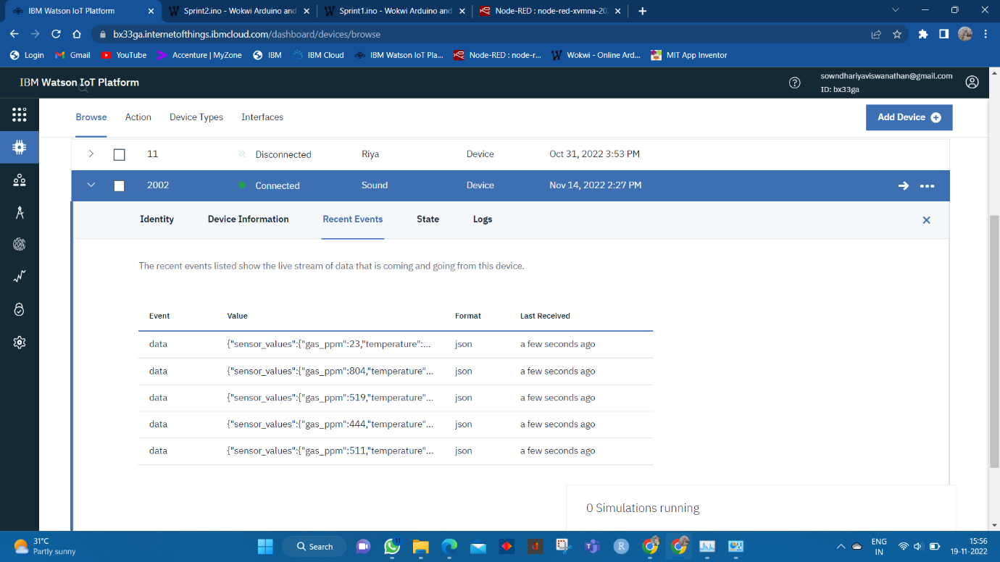 IBM Watson IoT Platform
Sprint2.ino - Wokwi Arduino and
Sprint1.ino - Wokwi Arduino and
Node-RED : node-red-xvmna-20
bx33ga.internetofthings.ibmcloud.com/dashboard/devices/browse
Login
Gmail
YouTube
Accenture | MyZone
IBM
IBM Cloud
IBM Watson IoT Pla...
Node-RED : node-r...
Wokwi - Online Ard...
MIT App Inventor
IBM Watson IoT Platform
sowndhariyaviswanathan@gmail.com
ID: bx33ga
Browse
Action
Device Types
Interfaces
Add Device
11 Disconnected Riya Device Oct 31, 2022 3:53 PM
2002 Connected Sound Device Nov 14, 2022 2:27 PM
Identity
Device Information
Recent Events
State
Logs
The recent events listed show the live stream of data that is coming and going from this device.
Event Value Format Last Received
data {"sensor_values":{"gas_ppm":23,"temperature":... json a few seconds ago
data {"sensor_values":{"gas_ppm":804,"temperature"... json a few seconds ago
data {"sensor_values":{"gas_ppm":519,"temperature"... json a few seconds ago
data {"sensor_values":{"gas_ppm":444,"temperature"... json a few seconds ago
data {"sensor_values":{"gas_ppm":511,"temperature"... json a few seconds ago
0 Simulations running
31°C
Partly sunny
Search
11
ENG
IN
15:56
19-11-2022